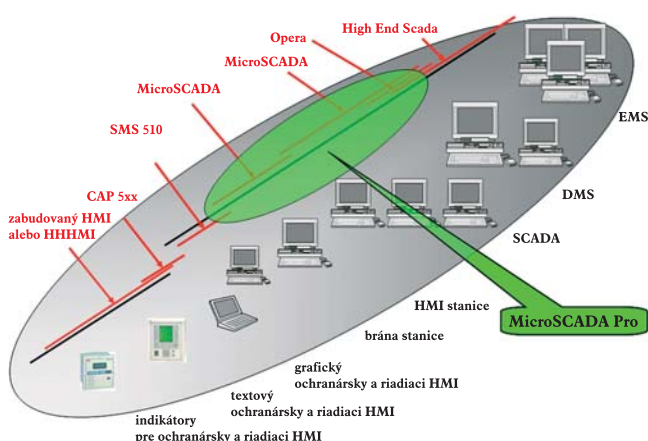 High End Scada
Opera
MicroSCADA
MicroSCADA
SMS 510
CAP 5xx
zabudovaný HMI
alebo HHHMI
EMS
DMS
SCADA
HMI stanice
MicroSCADA Pro
brána stanice
grafický
ochranársky a riadiaci HMI
textový
ochranársky a riadiaci HMI
indikátory
pre ochranársky a riadiaci HMI